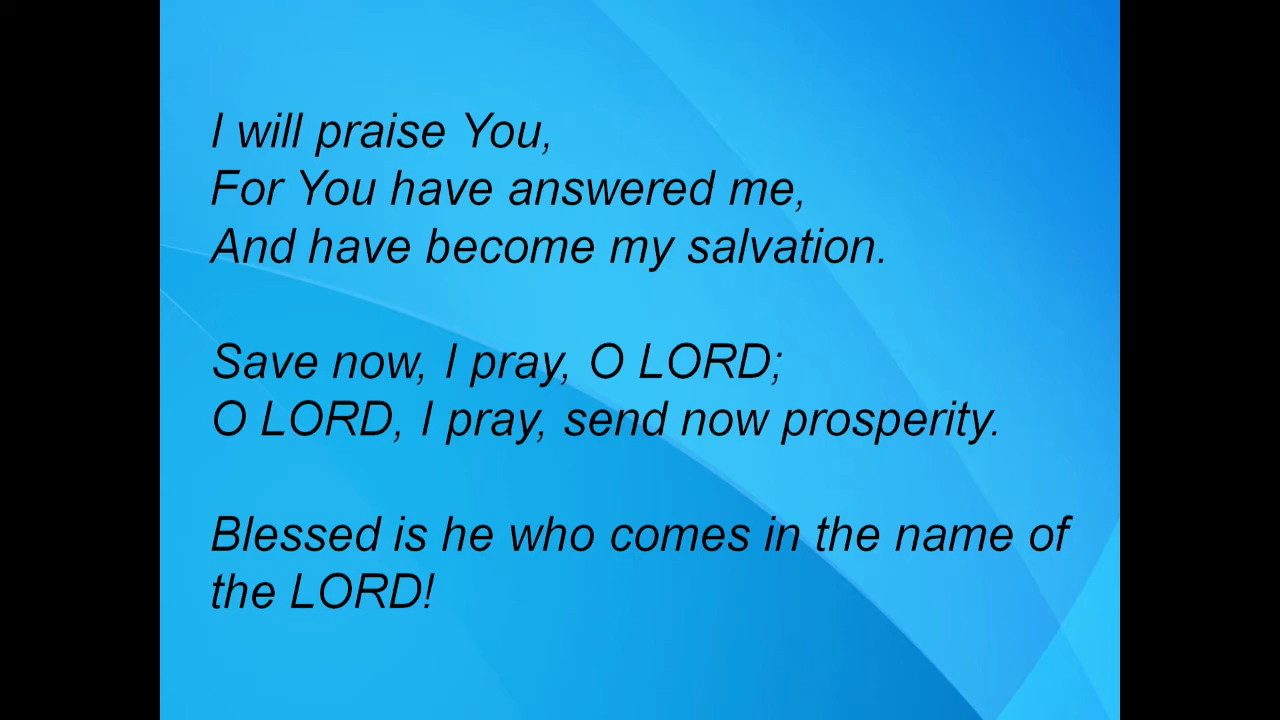 I will praise You,
For You have answered me,
And have become my salvation.
Save now, I pray, O LORD;
O LORD, I pray, send now prosperity.
Blessed is he who comes in the name of
the LORD!